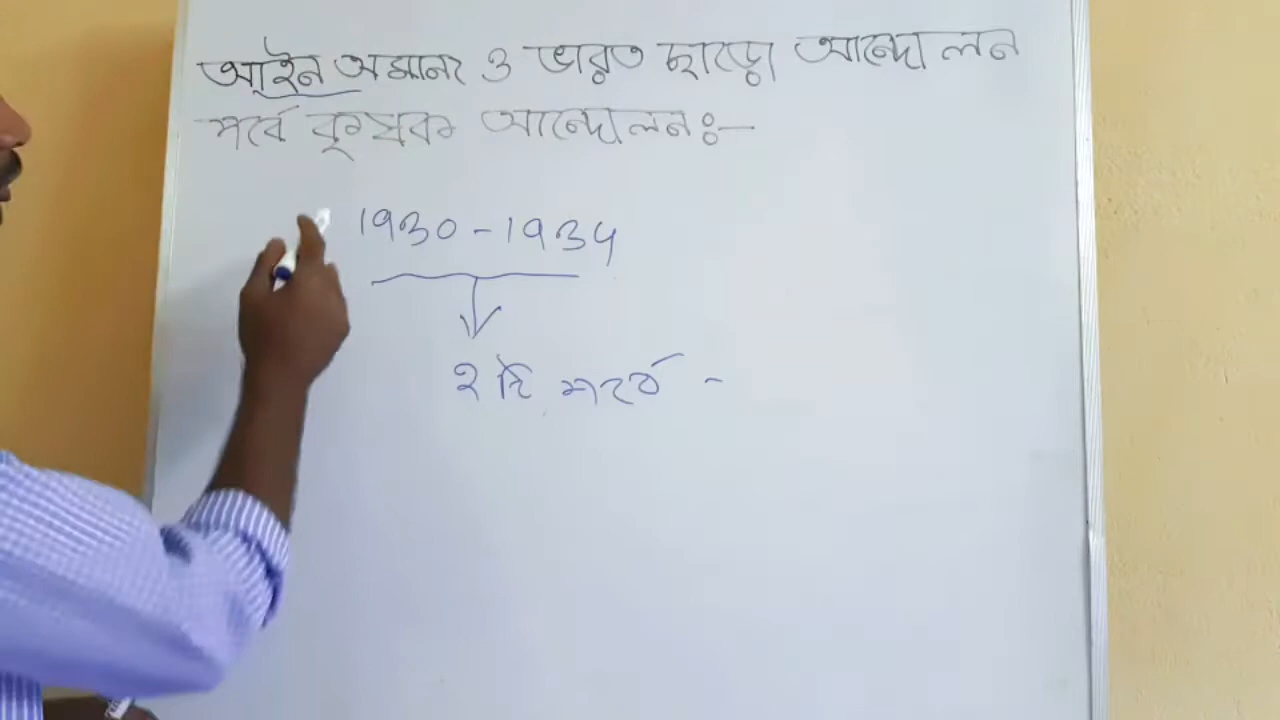 আইন অমান্য ও ভারত ছাড়ো আন্দোলন
পর্বে কৃষক আন্দোলনঃ-
1930-1934
২টি পর্বে -